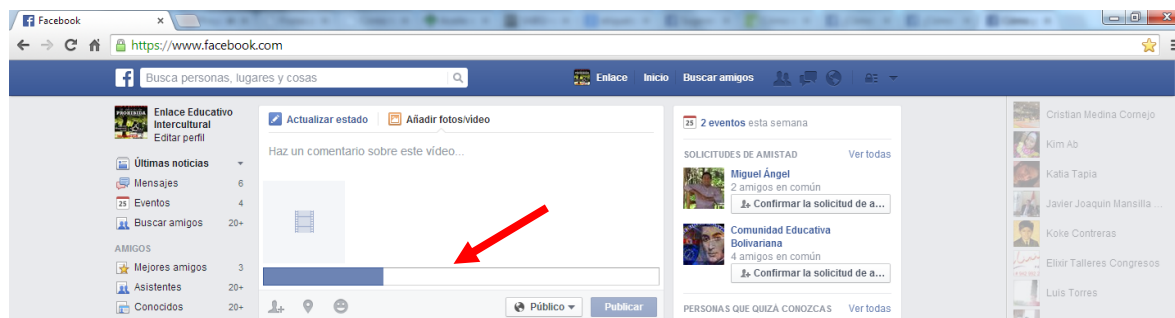 Facebook
https://www.facebook.com
Busca personas, lugares y cosas
Enlace Inicio Buscar amigos
Enlace Educativo
Intercultural
Editar perfil
Últimas noticias
Mensajes 6
Eventos 4
Buscar amigos 20+
AMIGOS
Mejores amigos 3
Asistentes 20+
Conocidos 20+
Actualizar estado Añadir fotos/video
Haz un comentario sobre este vídeo...
Público Publicar
25 2 eventos esta semana
SOLICITUDES DE AMISTAD Ver todas
Miguel Ángel
2 amigos en común
Confirmar la solicitud de a...
Comunidad Educativa
Bolivariana
4 amigos en común
Confirmar la solicitud de a...
PERSONAS QUE QUIZÁ CONOZCAS Ver todas
Cristian Medina Cornejo
Kim Ab
Katia Tapia
Javier Joaquin Mansilla ...
Koke Contreras
Elixir Talleres Congresos
Luis Torres